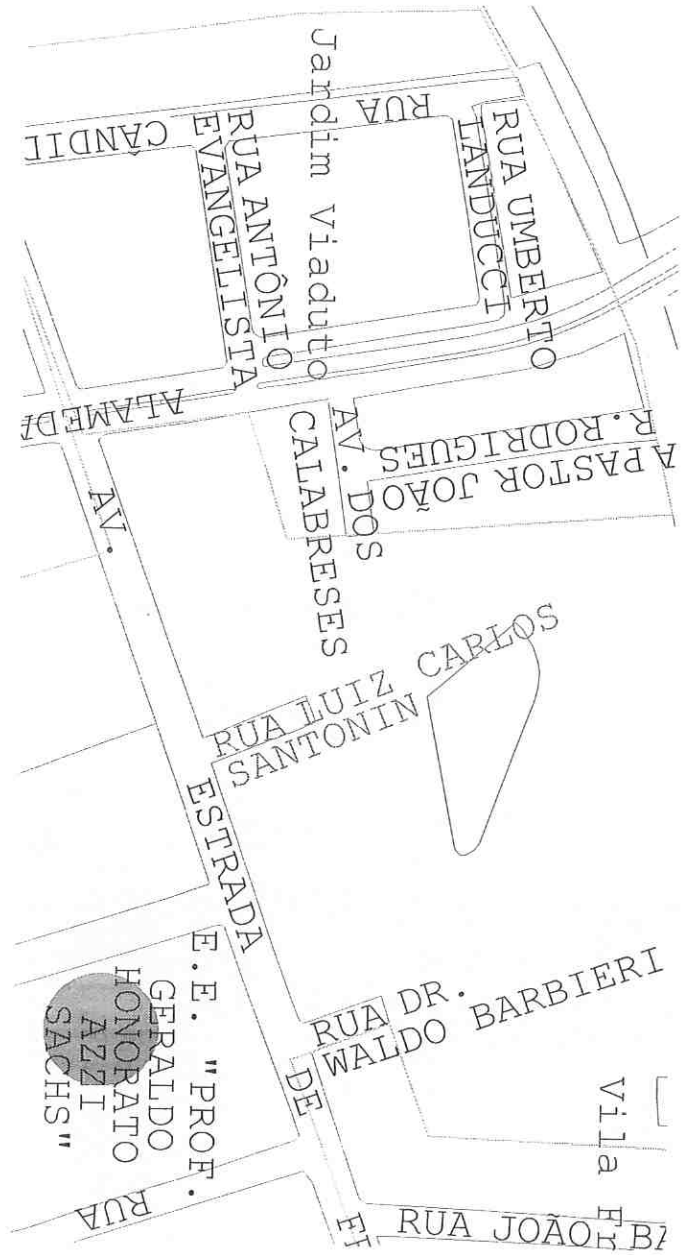 Jardim Viaduto
RUA
RUA ANTÔNIO
EVANGELISTA
RUA UMBERTO
LANDUCCI
ALAMEDA
AV. DOS
CALABRESES
R. RODRIGUES
A PASTOR JOÃO
AV.
RUA LUIZ CARLOS
SANTONIN
ESTRADA
E.E. "PROF.
GERALDO
HONORATO
AZZI
SACHS"
RUA DR.
WALDO BARBIERI
DE
Vila
RUA
RUA JOÃO